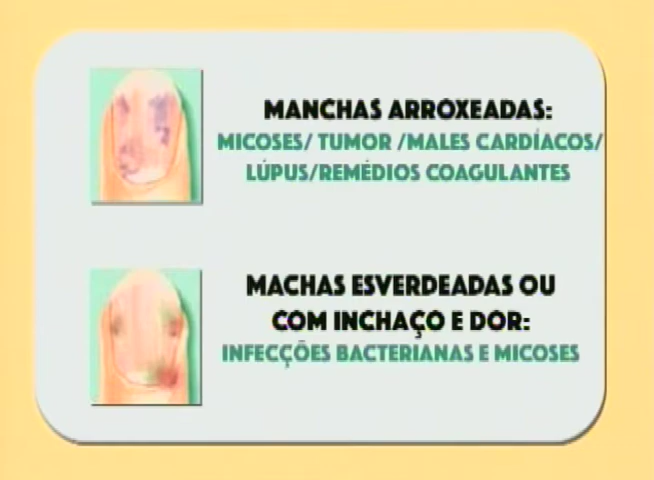 MANCHAS ARROXEADAS:
MICOSES/ TUMOR /MALES CARDÍACOS/
LÚPUS/REMÉDIOS COAGULANTES
MACHAS ESVERDEADAS OU
COM INCHAÇO E DOR:
INFECÇÕES BACTERIANAS E MICOSES